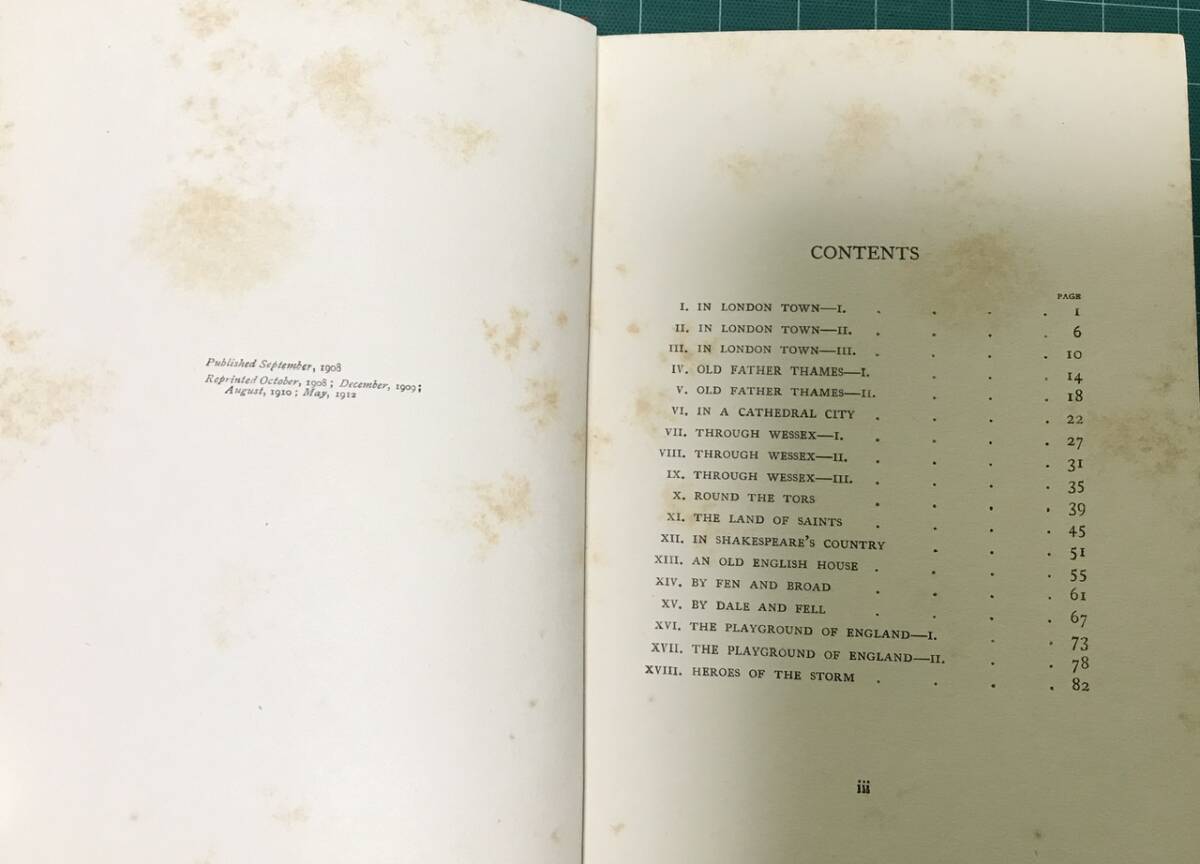 Published September, 1908
Reprinted October, 1908; December, 1909;
August, 1910; May, 1912
CONTENTS
PAGE
I. IN LONDON TOWN—I. . . . . 1
II. IN LONDON TOWN—II. . . . . 6
III. IN LONDON TOWN—III. . . . . 10
IV. OLD FATHER THAMES—I. . . . 14
V. OLD FATHER THAMES—II. . . . 18
VI. IN A CATHEDRAL CITY . . . . 22
VII. THROUGH WESSEX—I. . . . . 27
VIII. THROUGH WESSEX—II. . . . . 31
IX. THROUGH WESSEX—III. . . . . 35
X. ROUND THE TORS . . . . 39
XI. THE LAND OF SAINTS . . . . 45
XII. IN SHAKESPEARE'S COUNTRY . . . 51
XIII. AN OLD ENGLISH HOUSE . . . . 55
XIV. BY FEN AND BROAD . . . . 61
XV. BY DALE AND FELL . . . . 67
XVI. THE PLAYGROUND OF ENGLAND—I. . . 73
XVII. THE PLAYGROUND OF ENGLAND—II. . . 78
XVIII. HEROES OF THE STORM . . . . 82
iii